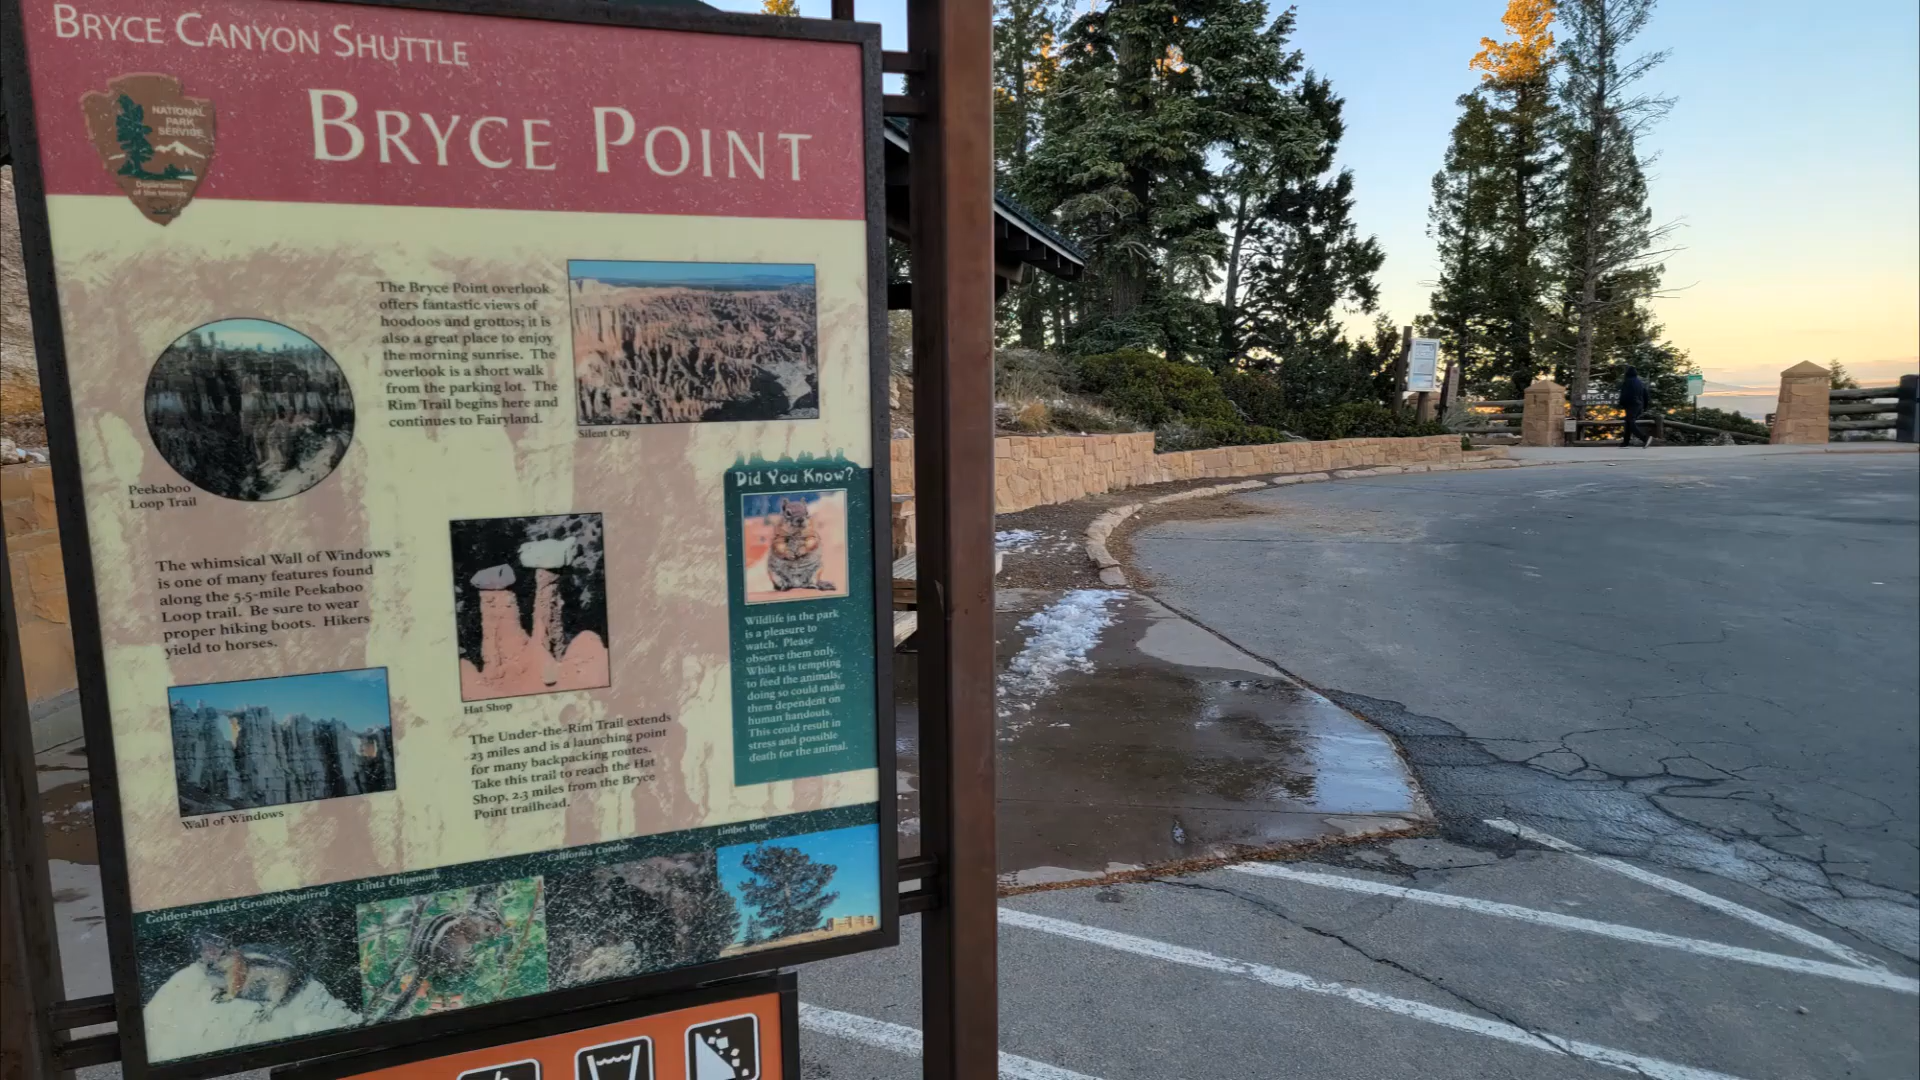 BRYCE CANYON SHUTTLE
BRYCE POINT
NATIONAL
PARK
SERVICE
Department
of the Interior
The Bryce Point overlook
offers fantastic views of
hoodoos and grottos; it is
also a great place to enjoy
the morning sunrise. The
overlook is a short walk
from the parking lot. The
Rim Trail begins here and
continues to Fairyland.
Silent City
Peekaboo
Loop Trail
The whimsical Wall of Windows
is one of many features found
along the 5.5-mile Peekaboo
Loop trail. Be sure to wear
proper hiking boots. Hikers
yield to horses.
Wall of Windows
Hat Shop
The Under-the-Rim Trail extends
23 miles and is a launching point
for many backpacking routes.
Take this trail to reach the Hat
Shop, 2.3 miles from the Bryce
Point trailhead.
Did You Know?
Wildlife in the park
is a pleasure to
watch. Please
observe them only.
While it is tempting
to feed the animals,
doing so could make
them dependent on
human handouts.
This could result in
stress and possible
death for the animal.
Golden-mantled Ground Squirrel
Uinta Chipmunk
California Condor
Limber Pine
BRYCE PO